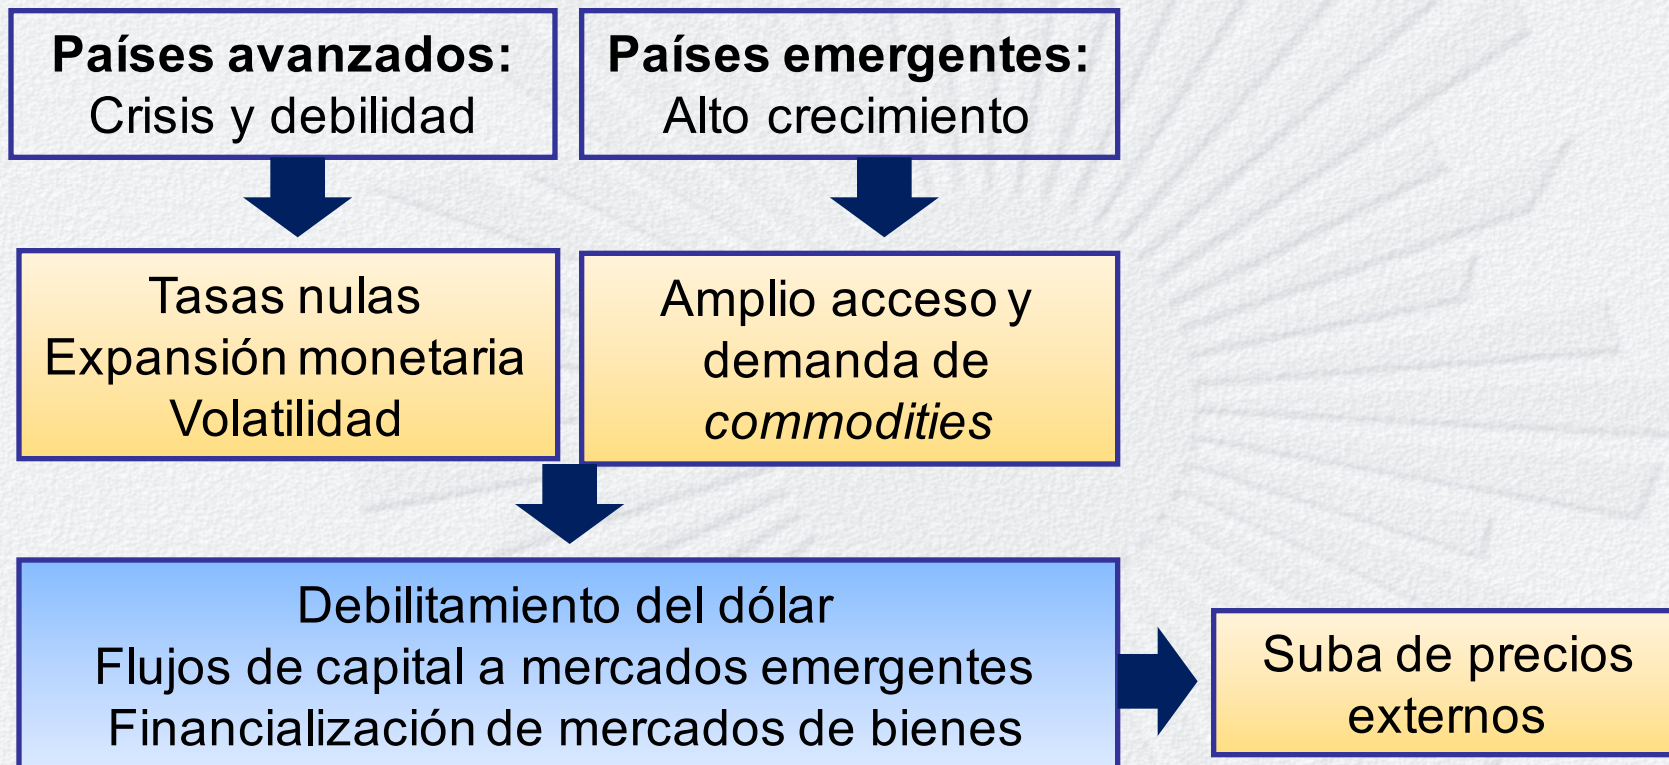 Países avanzados:
Crisis y debilidad
Países emergentes:
Alto crecimiento
Tasas nulas
Expansión monetaria
Volatilidad
Amplio acceso y
demanda de
commodities
Debilitamiento del dólar
Flujos de capital a mercados emergentes
Financialización de mercados de bienes
Suba de precios
externos